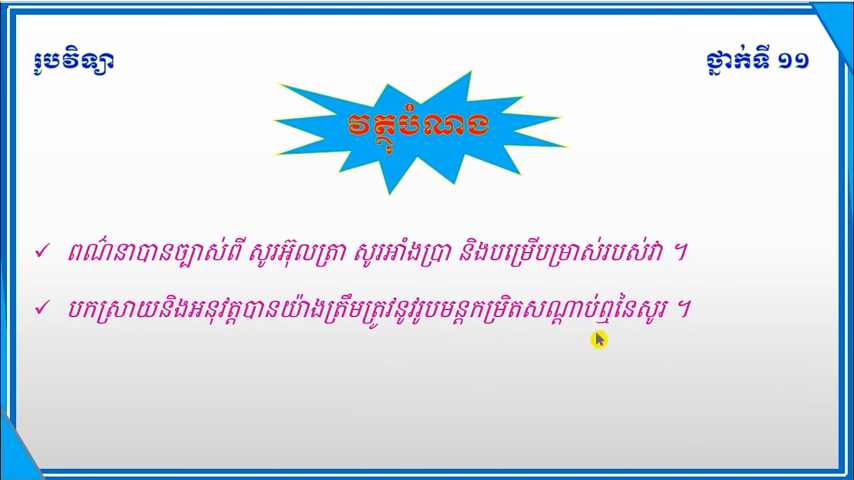 រូបវិទ្យា
ថ្នាក់ទី ១១
វត្ថុបំណង
ពណ៌នាបានច្បាស់ពី សូរអ៊ុលត្រា សូរអាំងប្រា និងបម្រើបម្រាស់របស់វា ។
បកស្រាយនិងអនុវត្តបានយ៉ាងត្រឹមត្រូវនូវរូបមន្តកម្រិតសណ្តាប់ឮនៃសូរ ។